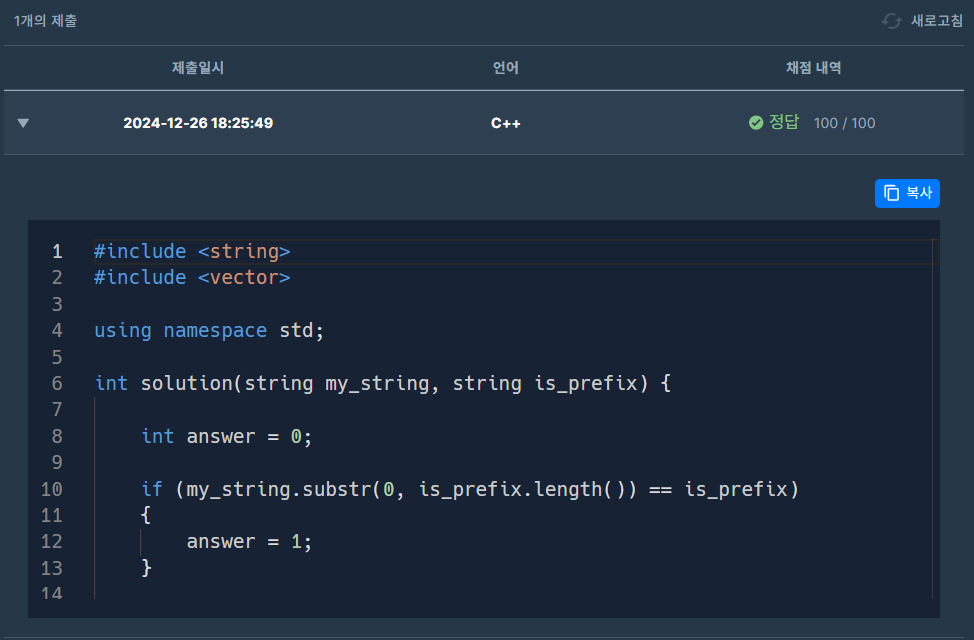 1개의 제출
새로고침
제출일시 언어 채점 내역
2024-12-26 18:25:49 C++ 정답 100 / 100
복사
1 #include <string>
2 #include <vector>
3
4 using namespace std;
5
6 int solution(string my_string, string is_prefix) {
7
8     int answer = 0;
9
10     if (my_string.substr(0, is_prefix.length()) == is_prefix)
11     {
12         answer = 1;
13     }
14